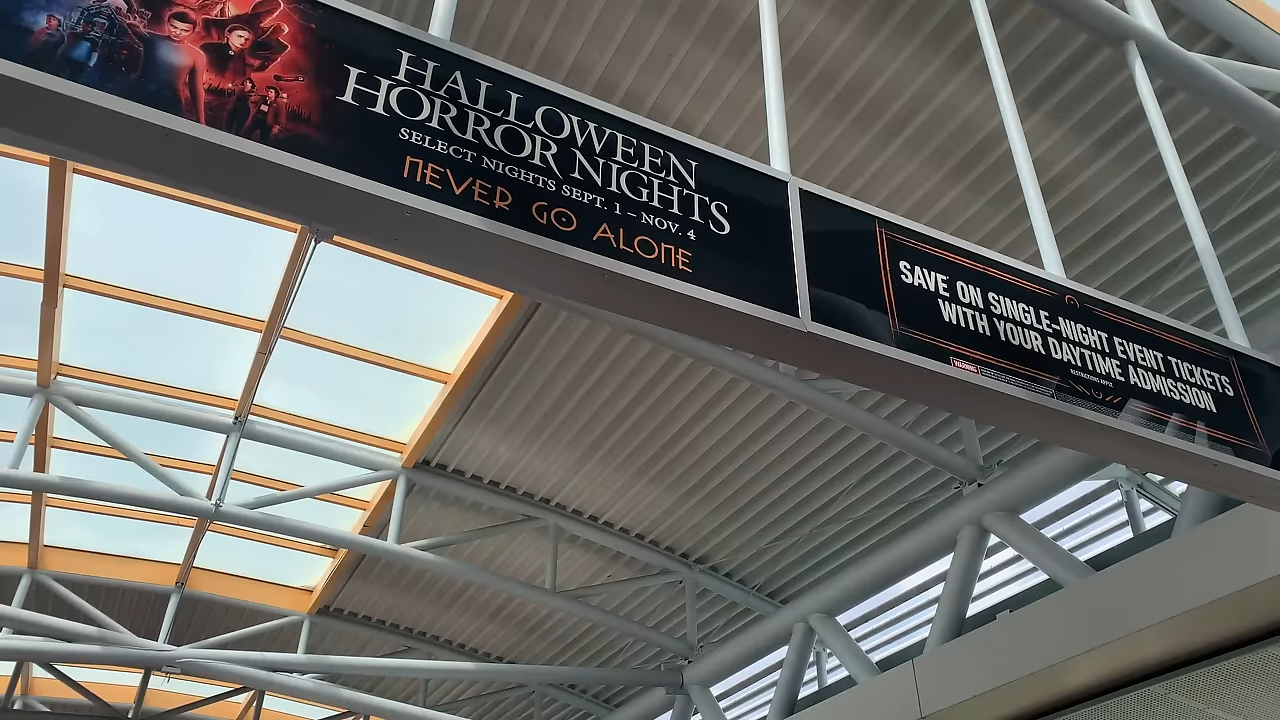 HALLOWEEN
HORROR NIGHTS
SELECT NIGHTS SEPT. 1 – NOV. 4
NEVER GO ALONE
SAVE ON SINGLE-NIGHT EVENT TICKETS
WITH YOUR DAYTIME ADMISSION
RESTRICTIONS APPLY.
WARNING